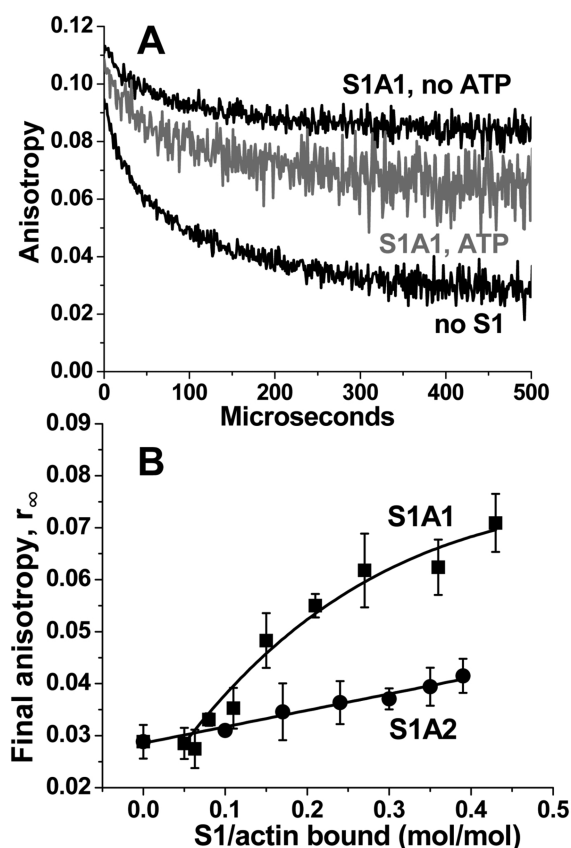 A
0.12
0.10
0.08
0.06
0.04
0.02
0.00
Anisotropy
S1A1, no ATP
S1A1, ATP
no S1
0 100 200 300 400 500
Microseconds
B
0.09
0.08
0.07
0.06
0.05
0.04
0.03
0.02
Final anisotropy, r∞
S1A1
S1A2
0.0 0.1 0.2 0.3 0.4 0.5
S1/actin bound (mol/mol)